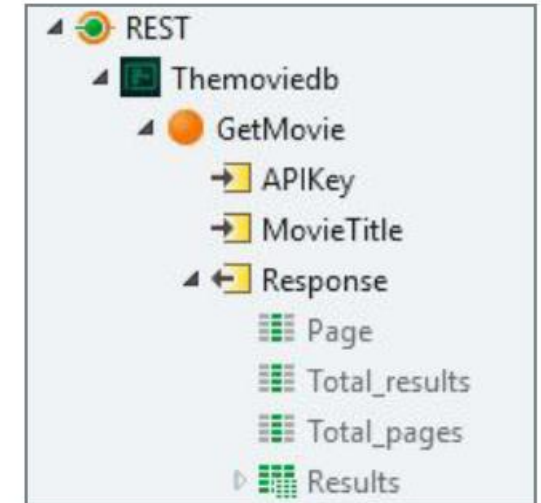 REST
Themoviedb
GetMovie
APIKey
MovieTitle
Response
Page
Total_results
Total_pages
Results